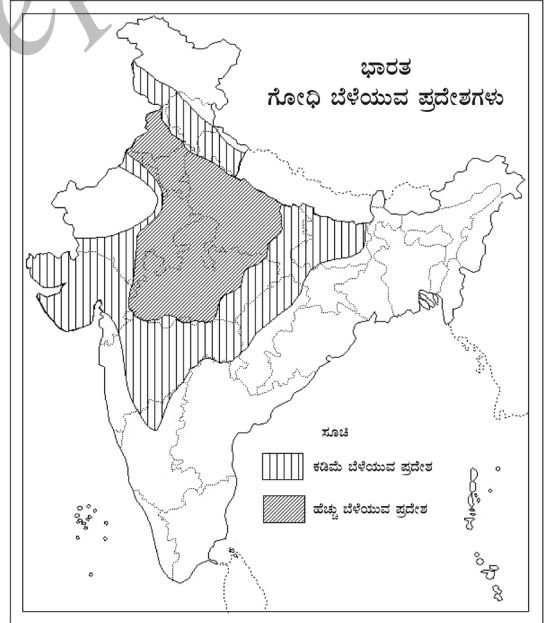 ಭಾರತ
ಗೋಧಿ ಬೆಳೆಯುವ ಪ್ರದೇಶಗಳು
ಸೂಚಿ
ಕಡಿಮೆ ಬೆಳೆಯುವ ಪ್ರದೇಶ
ಹೆಚ್ಚು ಬೆಳೆಯುವ ಪ್ರದೇಶ